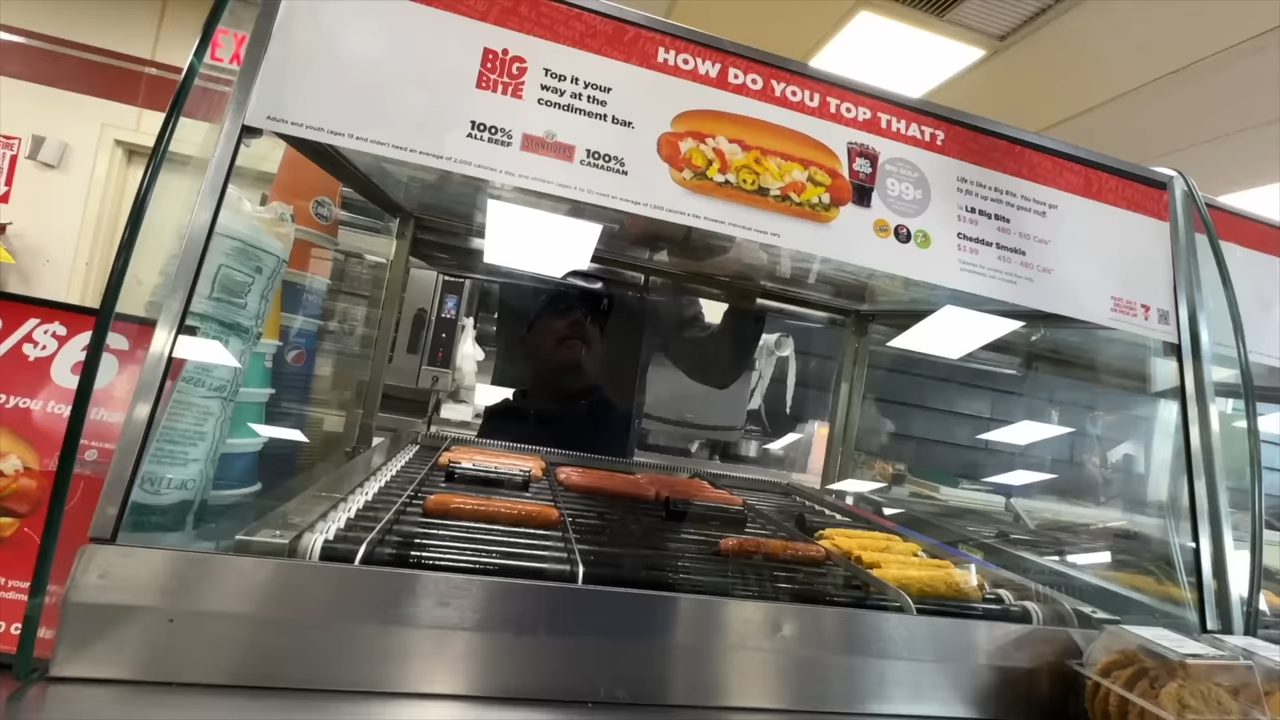 EX
HOW DO YOU TOP THAT?
BiG
BITE
Top it your
way at the
condiment bar.
100%
ALL BEEF
SCHNEIDERS
100%
CANADIAN
Adults and youth (ages 13 and older) need an average of 2,000 calories a day, and children (ages 4 to 12) need an average of 1,500 calories a day. However, individual needs vary.
BIG
GULP
BIG GULP
99¢
Life is like a Big Bite. You have got
to fill it up with the good stuff.
¼ LB Big Bite
$3.99 480 - 510 Cals*
Cheddar Smokie
$3.99 450 - 480 Cals*
FIRE
/$6
you top tha